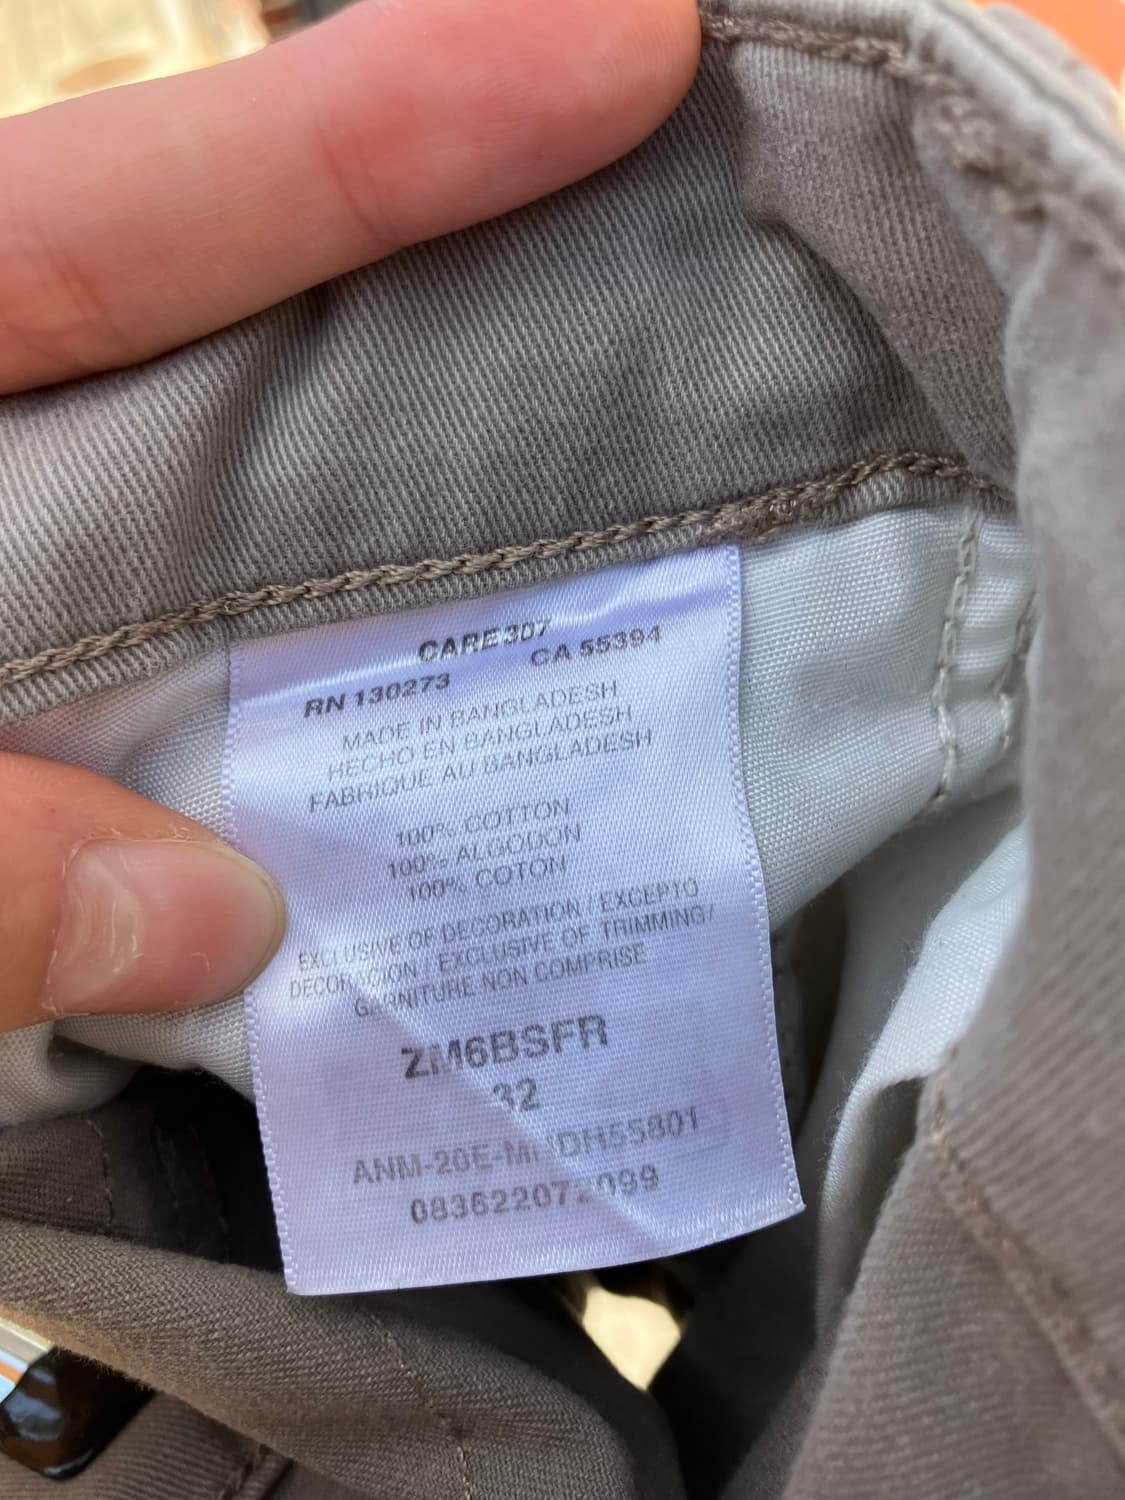 CARE 307
CA 55394
RN 130273
MADE IN BANGLADESH
HECHO EN BANGLADESH
FABRIQUE AU BANGLADESH
100% COTTON
100% ALGODON
100% COTON
EXCLUSIVE OF DECORATION / EXCEPTO
DECORACION / EXCLUSIVE OF TRIMMING/
GARNITURE NON COMPRISE
ZM6BSFR
32